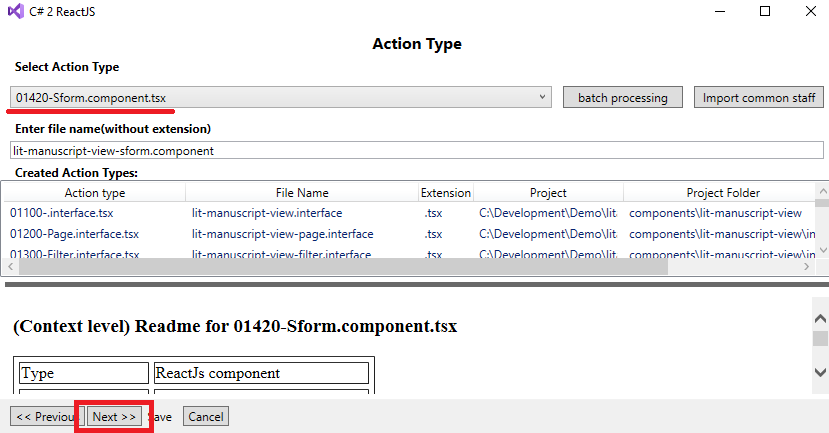 C# 2 ReactJS
Action Type
Select Action Type
01420-Sform.component.tsx
batch processing
Import common staff
Enter file name(without extension)
lit-manuscript-view-sform.component
Created Action Types:
Action type File Name Extension Project Project Folder
01100-.interface.tsx lit-manuscript-view.interface .tsx C:\Development\Demo\lit components\lit-manuscript-view
01200-Page.interface.tsx lit-manuscript-view-page.interface .tsx C:\Development\Demo\lit components\lit-manuscript-view\in
01300-Filter.interface.tsx lit-manuscript-view-filter.interface .tsx C:\Development\Demo\lit components\lit-manuscript-view\in
(Context level) Readme for 01420-Sform.component.tsx
Type ReactJs component
<< Previou Next >> Save Cancel